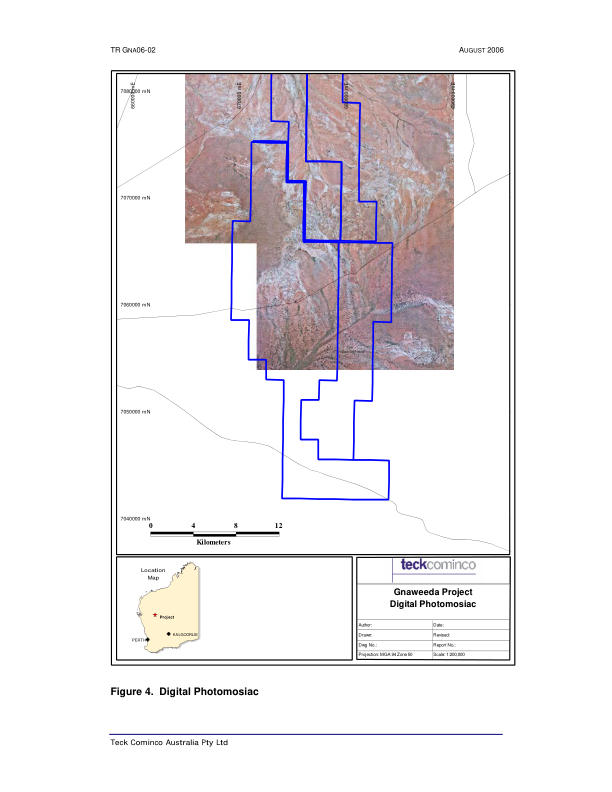 TR GNA06-02
AUGUST 2006
7080000 mN
660000 mE
670000 mE
680000 mE
690000 mE
7070000 mN
7060000 mN
7050000 mN
7040000 mN
0 4 8 12
Kilometers
Location
Map
Project
KALGOORLIE
PERTH
teckcominco
Gnaweeda Project
Digital Photomosiac
Author: Date:
Drawn: Revised:
Dwg No.: Report No.:
Projection: MGA 94 Zone 50 Scale: 1:200,000
Figure 4. Digital Photomosiac
Teck Cominco Australia Pty Ltd